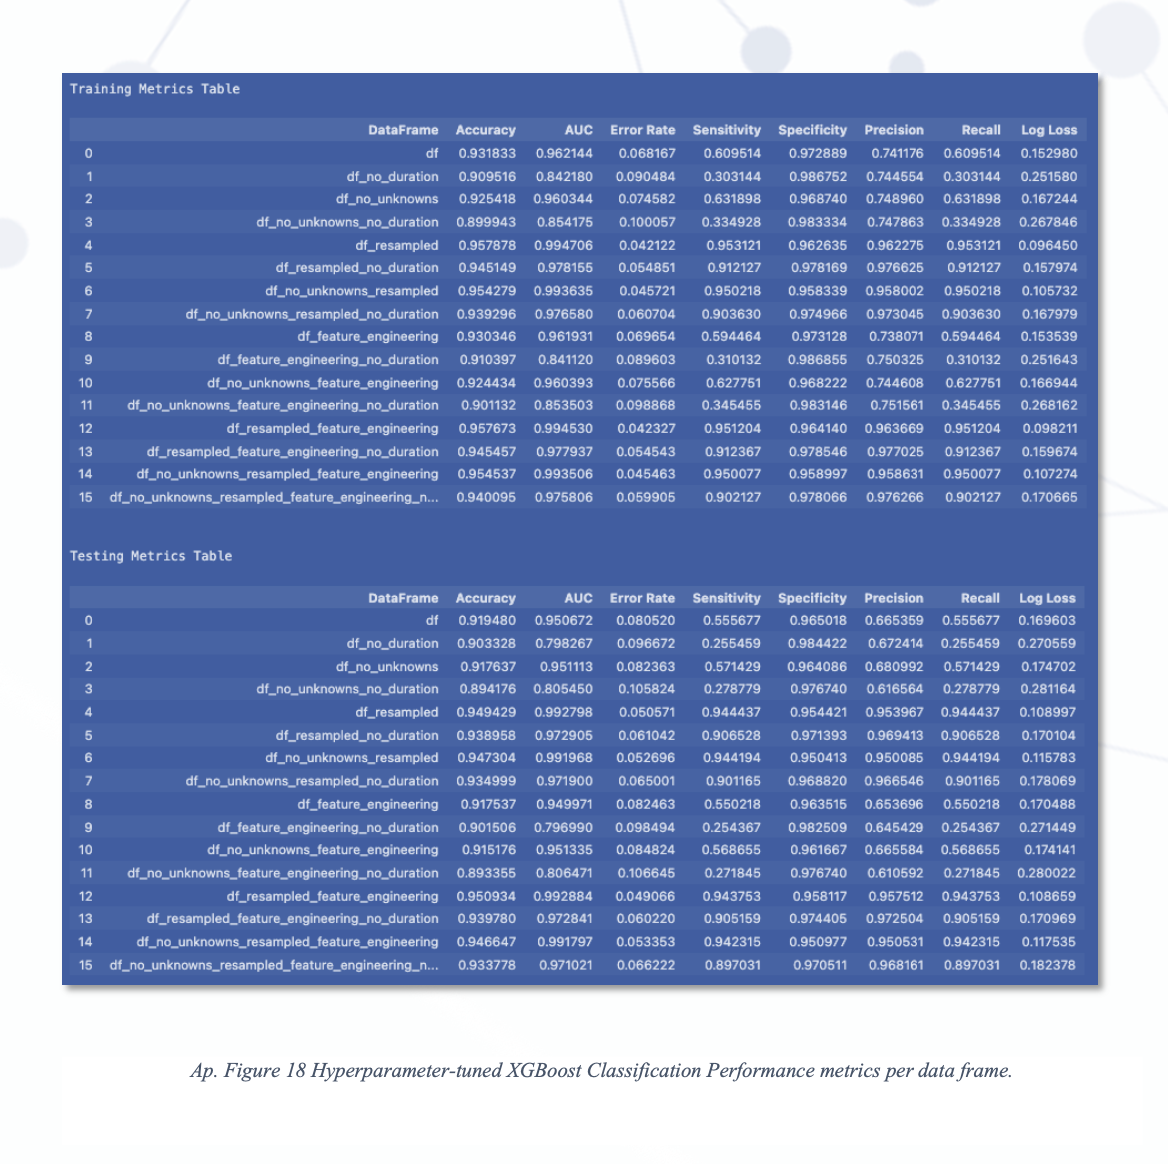 Training Metrics Table
DataFrame Accuracy AUC Error Rate Sensitivity Specificity Precision Recall Log Loss
0 df 0.931833 0.962144 0.068167 0.609514 0.972889 0.741176 0.609514 0.152980
1 df_no_duration 0.909516 0.842180 0.090484 0.303144 0.986752 0.744554 0.303144 0.251580
2 df_no_unknowns 0.925418 0.960344 0.074582 0.631898 0.968740 0.748960 0.631898 0.167244
3 df_no_unknowns_no_duration 0.899943 0.854175 0.100057 0.334928 0.983334 0.747863 0.334928 0.267846
4 df_resampled 0.957878 0.994706 0.042122 0.953121 0.962635 0.962275 0.953121 0.096450
5 df_resampled_no_duration 0.945149 0.978155 0.054851 0.912127 0.978169 0.976625 0.912127 0.157974
6 df_no_unknowns_resampled 0.954279 0.993635 0.045721 0.950218 0.958339 0.958002 0.950218 0.105732
7 df_no_unknowns_resampled_no_duration 0.939296 0.976580 0.060704 0.903630 0.974966 0.973045 0.903630 0.167979
8 df_feature_engineering 0.930346 0.961931 0.069654 0.594464 0.973128 0.738071 0.594464 0.153539
9 df_feature_engineering_no_duration 0.910397 0.841120 0.089603 0.310132 0.986855 0.750325 0.310132 0.251643
10 df_no_unknowns_feature_engineering 0.924434 0.960393 0.075566 0.627751 0.968222 0.744608 0.627751 0.166944
11 df_no_unknowns_feature_engineering_no_duration 0.901132 0.853503 0.098868 0.345455 0.983146 0.751561 0.345455 0.268162
12 df_resampled_feature_engineering 0.957673 0.994530 0.042327 0.951204 0.964140 0.963669 0.951204 0.098211
13 df_resampled_feature_engineering_no_duration 0.945457 0.977937 0.054543 0.912367 0.978546 0.977025 0.912367 0.159674
14 df_no_unknowns_resampled_feature_engineering 0.954537 0.993506 0.045463 0.950077 0.958997 0.958631 0.950077 0.107274
15 df_no_unknowns_resampled_feature_engineering_n... 0.940095 0.975806 0.059905 0.902127 0.978066 0.976266 0.902127 0.170665
Testing Metrics Table
DataFrame Accuracy AUC Error Rate Sensitivity Specificity Precision Recall Log Loss
0 df 0.919480 0.950672 0.080520 0.555677 0.965018 0.665359 0.555677 0.169603
1 df_no_duration 0.903328 0.798267 0.096672 0.255459 0.984422 0.672414 0.255459 0.270559
2 df_no_unknowns 0.917637 0.951113 0.082363 0.571429 0.964086 0.680992 0.571429 0.174702
3 df_no_unknowns_no_duration 0.894176 0.805450 0.105824 0.278779 0.976740 0.616564 0.278779 0.281164
4 df_resampled 0.949429 0.992798 0.050571 0.944437 0.954421 0.953967 0.944437 0.108997
5 df_resampled_no_duration 0.938958 0.972905 0.061042 0.906528 0.971393 0.969413 0.906528 0.170104
6 df_no_unknowns_resampled 0.947304 0.991968 0.052696 0.944194 0.950413 0.950085 0.944194 0.115783
7 df_no_unknowns_resampled_no_duration 0.934999 0.971900 0.065001 0.901165 0.968820 0.966546 0.901165 0.178069
8 df_feature_engineering 0.917537 0.949971 0.082463 0.550218 0.963515 0.653696 0.550218 0.170488
9 df_feature_engineering_no_duration 0.901506 0.796990 0.098494 0.254367 0.982509 0.645429 0.254367 0.271449
10 df_no_unknowns_feature_engineering 0.915176 0.951335 0.084824 0.568655 0.961667 0.665584 0.568655 0.174141
11 df_no_unknowns_feature_engineering_no_duration 0.893355 0.806471 0.106645 0.271845 0.976740 0.610592 0.271845 0.280022
12 df_resampled_feature_engineering 0.950934 0.992884 0.049066 0.943753 0.958117 0.957512 0.943753 0.108659
13 df_resampled_feature_engineering_no_duration 0.939780 0.972841 0.060220 0.905159 0.974405 0.972504 0.905159 0.170969
14 df_no_unknowns_resampled_feature_engineering 0.946647 0.991797 0.053353 0.942315 0.950977 0.950531 0.942315 0.117535
15 df_no_unknowns_resampled_feature_engineering_n... 0.933778 0.971021 0.066222 0.897031 0.970511 0.968161 0.897031 0.182378
Ap. Figure 18 Hyperparameter-tuned XGBoost Classification Performance metrics per data frame.